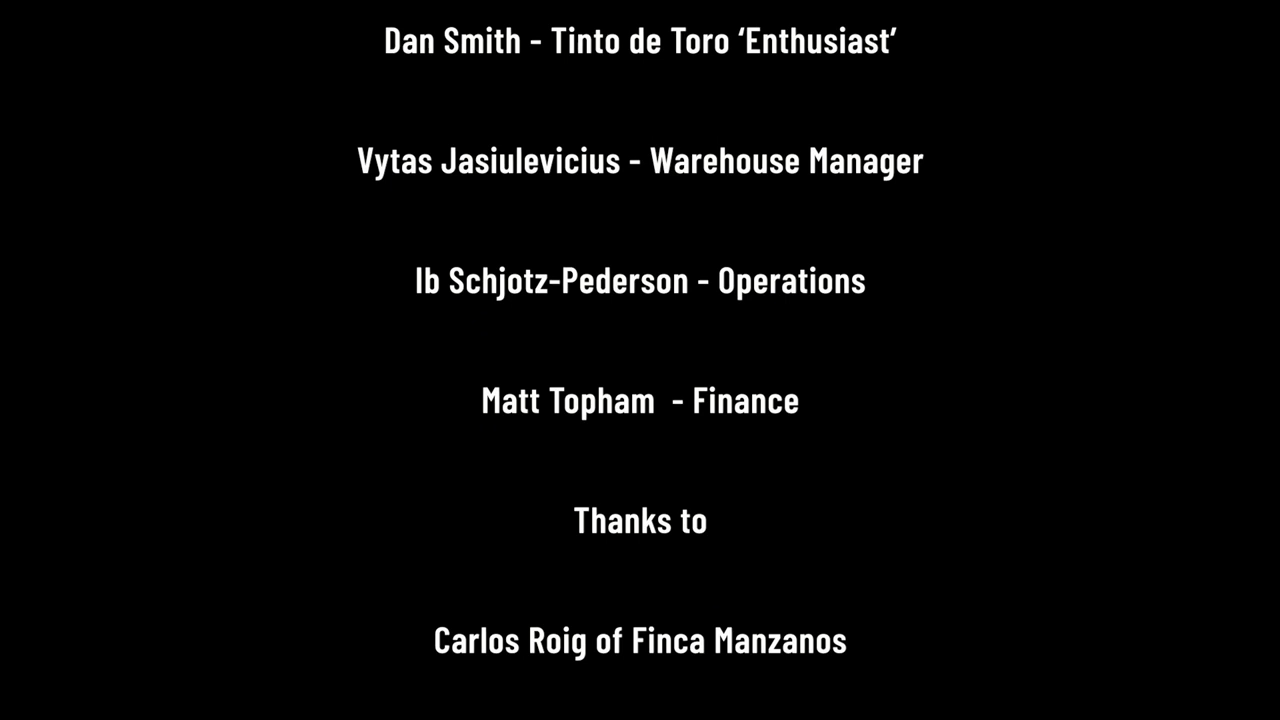 Dan Smith - Tinto de Toro ‘Enthusiast’
Vytas Jasiulevicius - Warehouse Manager
Ib Schjotz-Pederson - Operations
Matt Topham  - Finance
Thanks to
Carlos Roig of Finca Manzanos